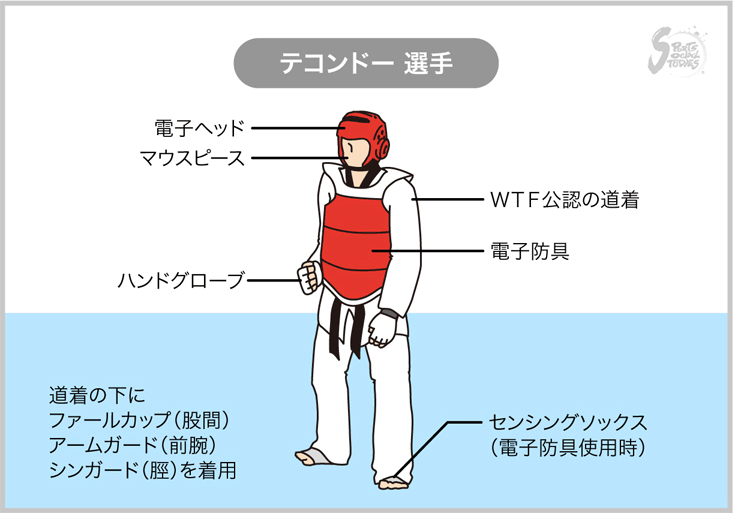 テコンドー 選手
SPORTS
SOCIAL
STUDIES
電子ヘッド
マウスピース
ＷＴＦ公認の道着
電子防具
ハンドグローブ
道着の下に
ファールカップ（股間）
アームガード（前腕）
シンガード（脛）を着用
センシングソックス
（電子防具使用時）